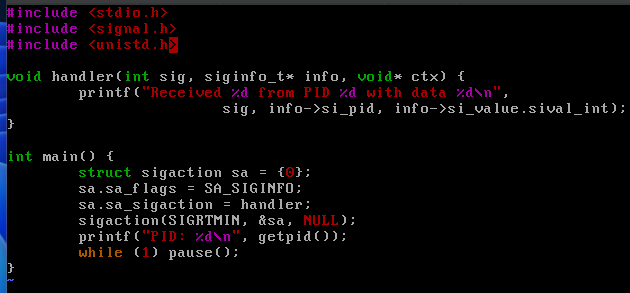 #include <stdio.h>
#include <signal.h>
#include <unistd.h>
void handler(int sig, siginfo_t* info, void* ctx) {
printf("Received %d from PID %d with data %d\n",
sig, info->si_pid, info->si_value.sival_int);
}
int main() {
struct sigaction sa = {0};
sa.sa_flags = SA_SIGINFO;
sa.sa_sigaction = handler;
sigaction(SIGRTMIN, &sa, NULL);
printf("PID: %d\n", getpid());
while (1) pause();
}
~